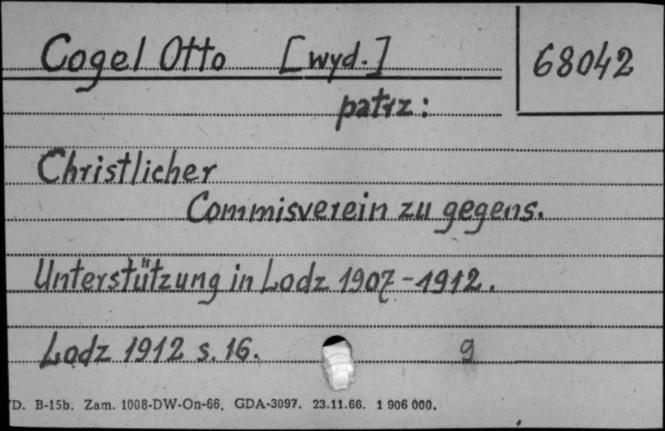 Cogel Otto [wyd.] 68042
patrz:
Christlicher
Commisverein zu gegens.
Unterstützung in Lodz 1907-1912.
Lodz 1912 s. 16. g
D. B-15b. Zam. 1008-DW-On-66, GDA-3097. 23.11.66. 1 906 000.